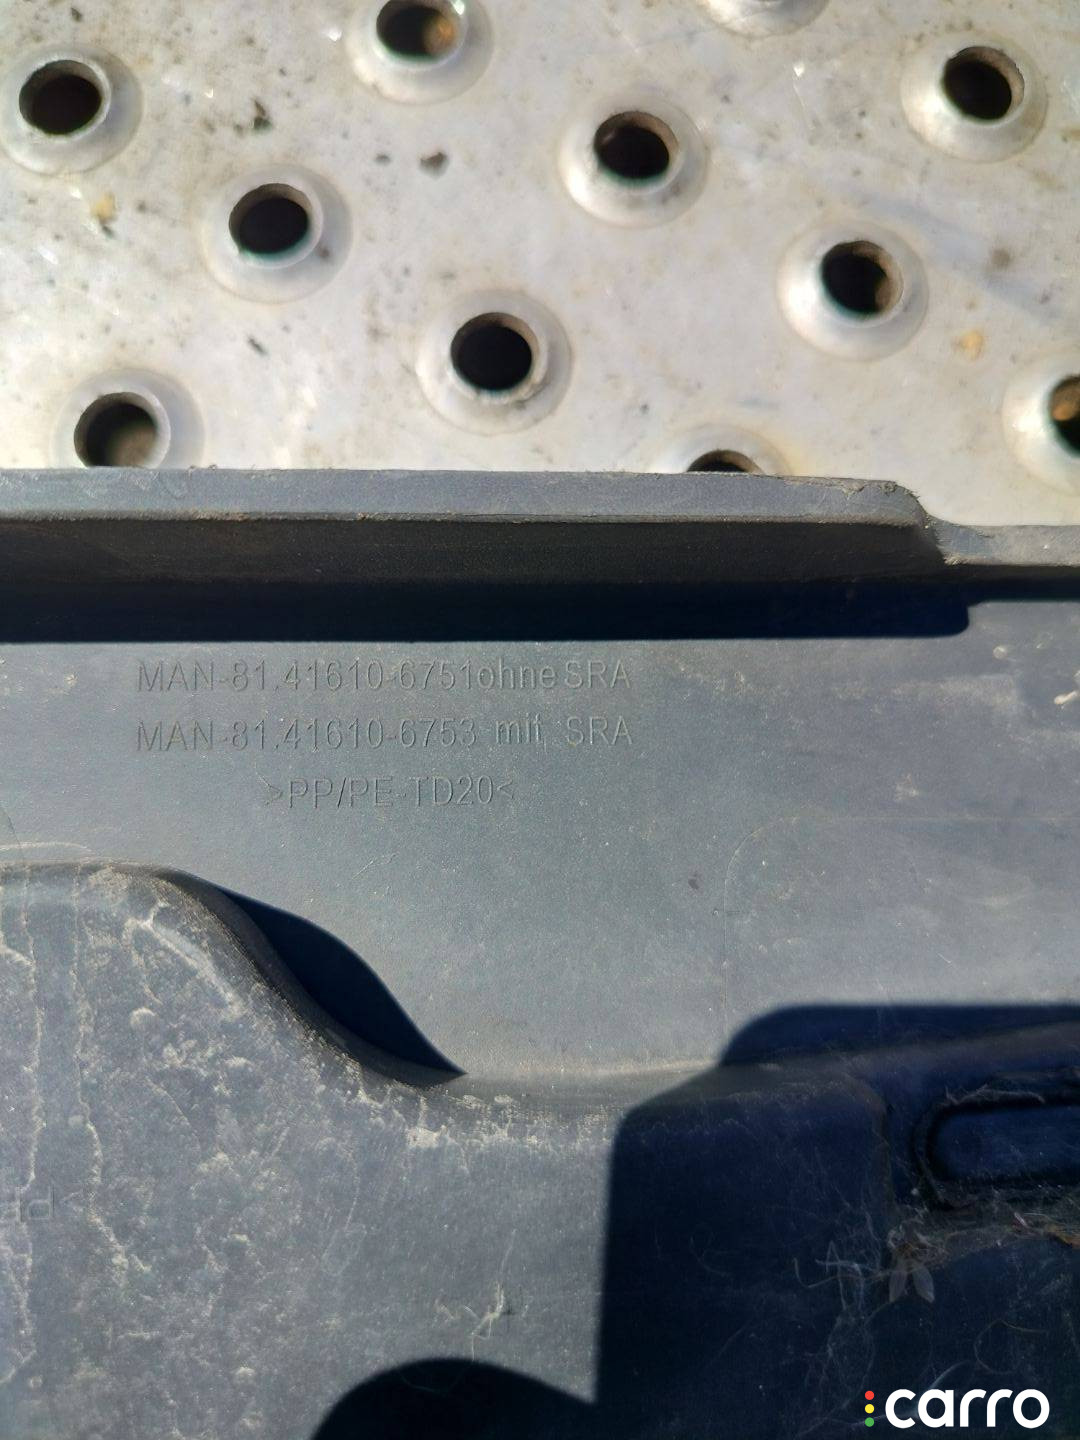 MAN-81.41610-6751ohne SRA
MAN-81.41610-6753 mit SRA
>PP/PE-TD20<
carro